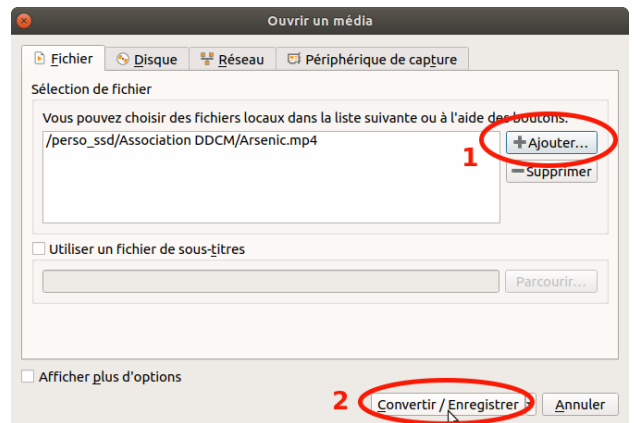 Ouvrir un média
Fichier Disque Réseau Périphérique de capture
Sélection de fichier
Vous pouvez choisir des fichiers locaux dans la liste suivante ou à l'aide des boutons.
/perso_ssd/Association DDCM/Arsenic.mp4
Ajouter...
1
Supprimer
Utiliser un fichier de sous-titres
Parcourir...
Afficher plus d'options
2 Convertir / Enregistrer Annuler